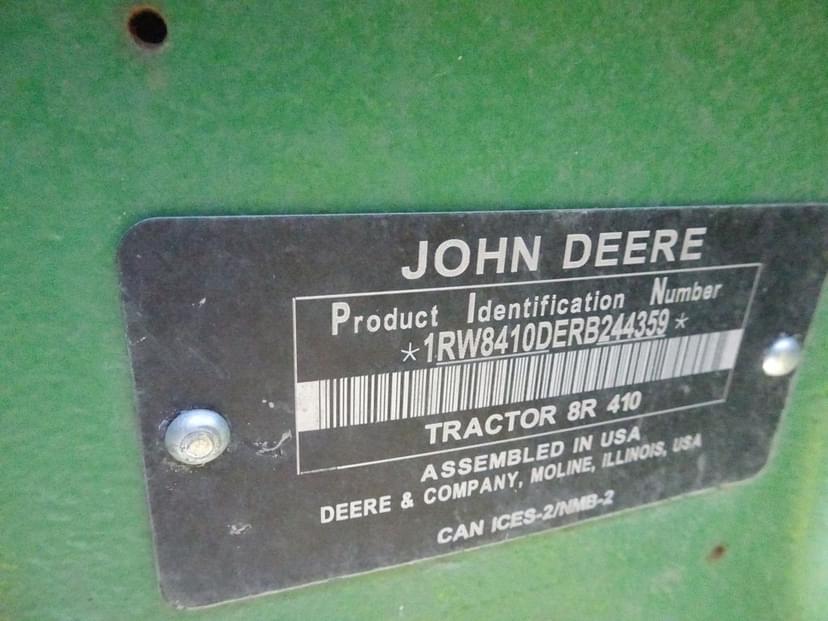 JOHN DEERE
Product Identification Number
*1RW8410DERB244359*
TRACTOR 8R 410
ASSEMBLED IN USA
DEERE & COMPANY, MOLINE, ILLINOIS, USA
CAN ICES-2/NMB-2